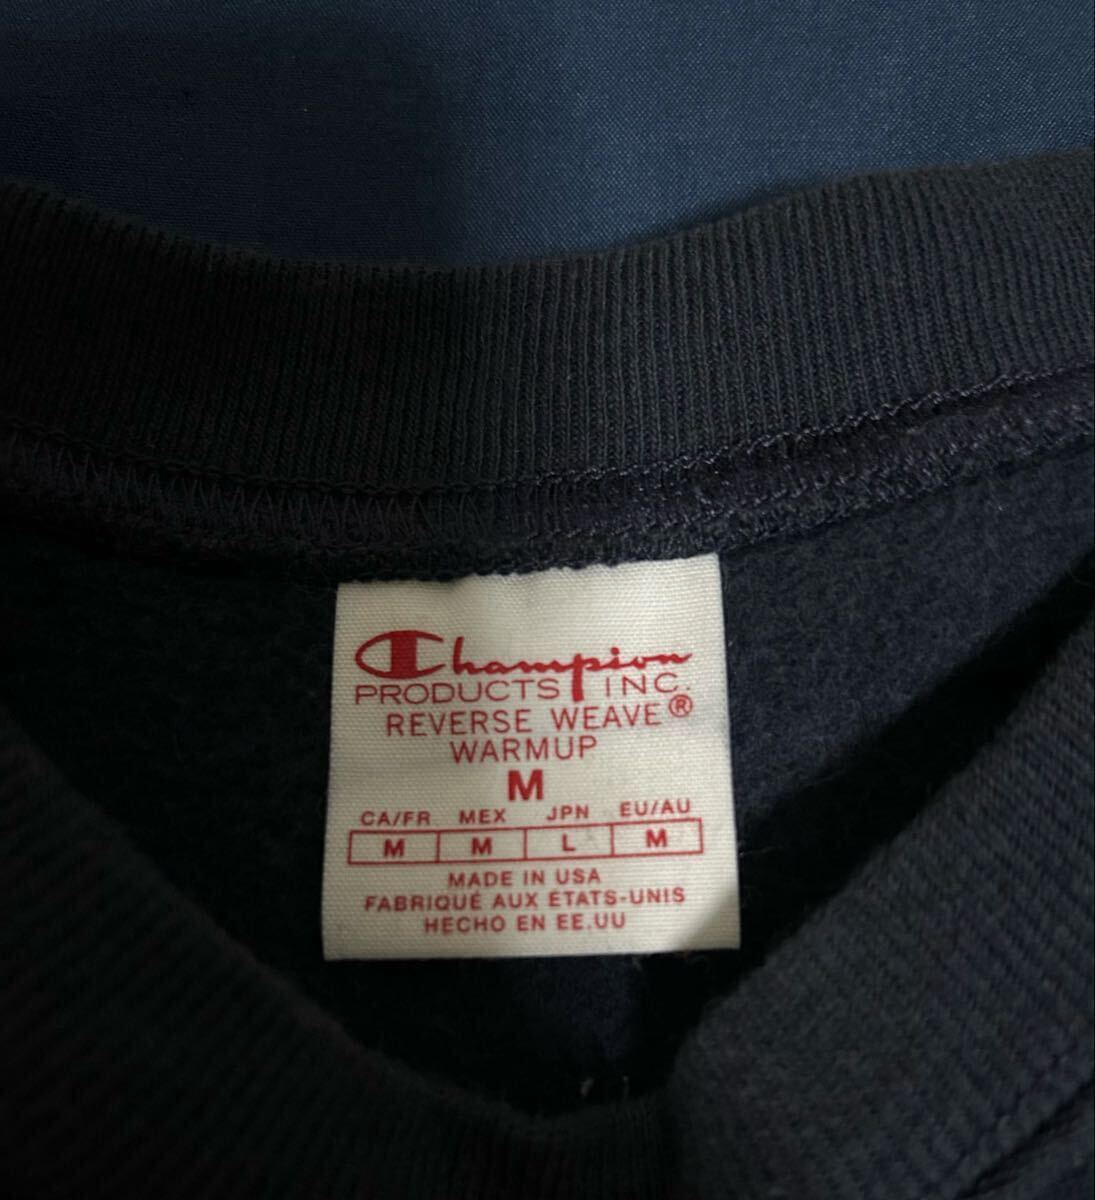 Champion
PRODUCTS INC.
REVERSE WEAVE®
WARMUP
M
CA/FR MEX JPN EU/AU
M M L M
MADE IN USA
FABRIQUÉ AUX ÉTATS-UNIS
HECHO EN EE.UU